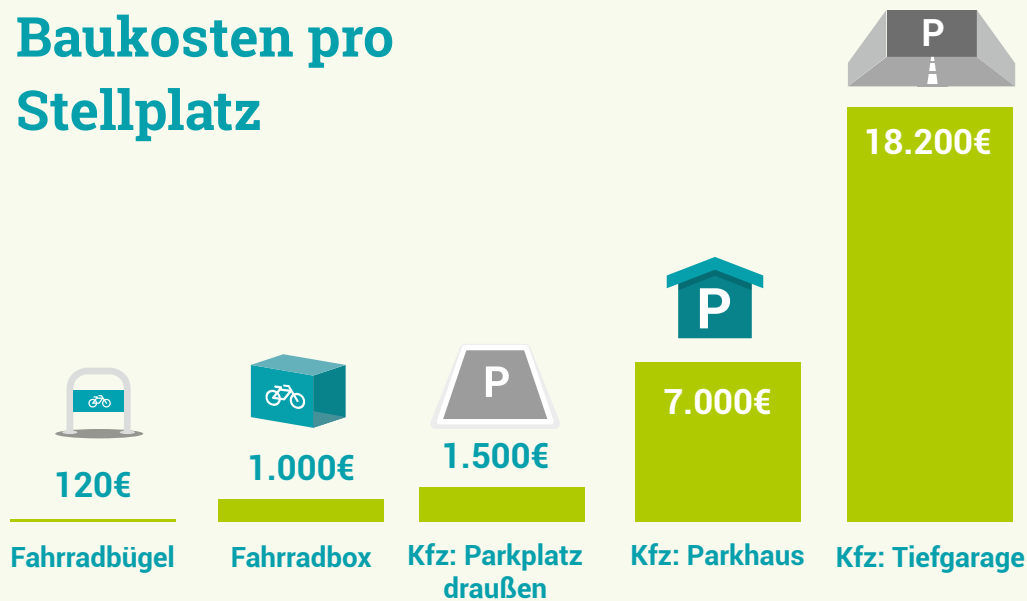 Baukosten pro
Stellplatz
P
18.200€
P
7.000€
P
1.500€
1.000€
120€
Fahrradbügel
Fahrradbox
Kfz: Parkplatz
draußen
Kfz: Parkhaus
Kfz: Tiefgarage